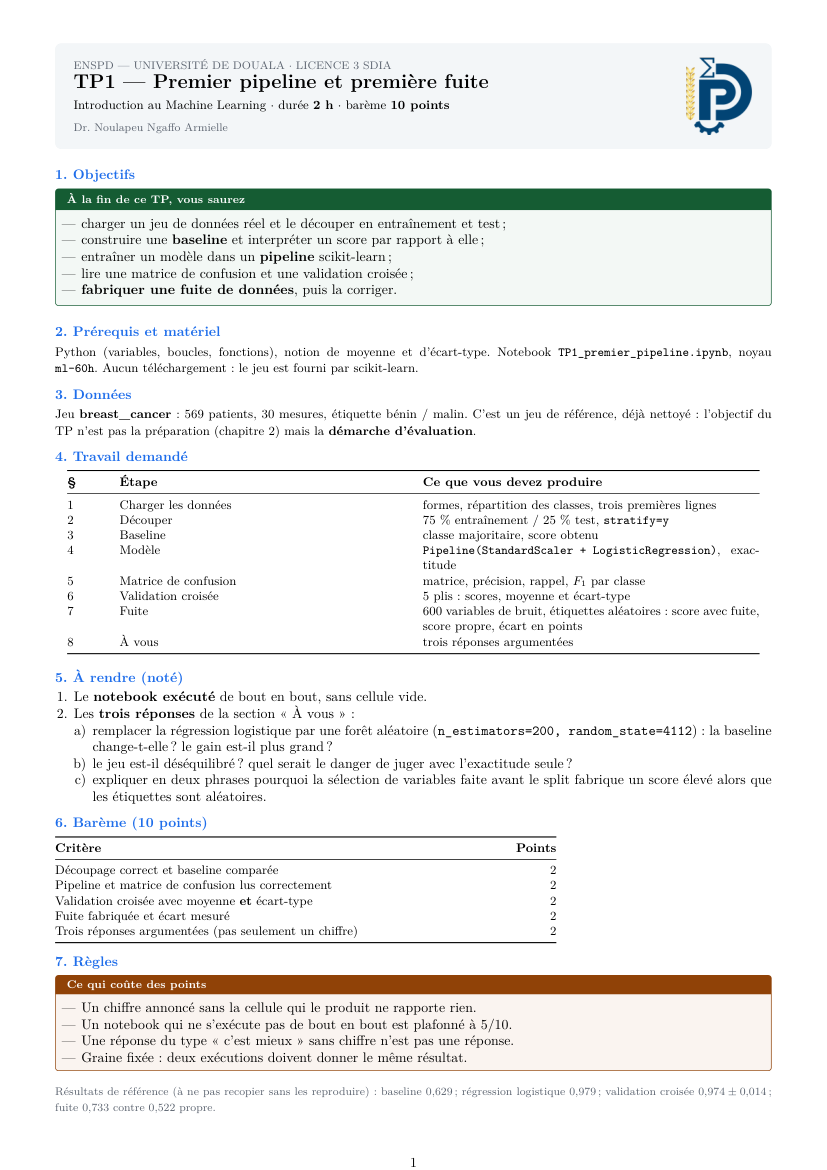 ENSPD — UNIVERSITÉ DE DOUALA · LICENCE 3 SDIA
TP1 — Premier pipeline et première fuite
Introduction au Machine Learning · durée 2 h · barème 10 points
Dr. Noulapeu Ngaffo Armielle
1. Objectifs
À la fin de ce TP, vous saurez
— charger un jeu de données réel et le découper en entraînement et test ;
— construire une baseline et interpréter un score par rapport à elle ;
— entraîner un modèle dans un pipeline scikit-learn ;
— lire une matrice de confusion et une validation croisée ;
— fabriquer une fuite de données, puis la corriger.
2. Prérequis et matériel
Python (variables, boucles, fonctions), notion de moyenne et d'écart-type. Notebook TP1_premier_pipeline.ipynb, noyau
ml-60h. Aucun téléchargement : le jeu est fourni par scikit-learn.
3. Données
Jeu breast_cancer : 569 patients, 30 mesures, étiquette bénin / malin. C'est un jeu de référence, déjà nettoyé : l'objectif du
TP n'est pas la préparation (chapitre 2) mais la démarche d'évaluation.
4. Travail demandé
§ Étape Ce que vous devez produire
1 Charger les données formes, répartition des classes, trois premières lignes
2 Découper 75 % entraînement / 25 % test, stratify=y
3 Baseline classe majoritaire, score obtenu
4 Modèle Pipeline(StandardScaler + LogisticRegression), exac-
titude
5 Matrice de confusion matrice, précision, rappel, F1 par classe
6 Validation croisée 5 plis : scores, moyenne et écart-type
7 Fuite 600 variables de bruit, étiquettes aléatoires : score avec fuite,
score propre, écart en points
8 À vous trois réponses argumentées
5. À rendre (noté)
1. Le notebook exécuté de bout en bout, sans cellule vide.
2. Les trois réponses de la section « À vous » :
a) remplacer la régression logistique par une forêt aléatoire (n_estimators=200, random_state=4112) : la baseline
change-t-elle ? le gain est-il plus grand ?
b) le jeu est-il déséquilibré ? quel serait le danger de juger avec l'exactitude seule ?
c) expliquer en deux phrases pourquoi la sélection de variables faite avant le split fabrique un score élevé alors que
les étiquettes sont aléatoires.
6. Barème (10 points)
Critère Points
Découpage correct et baseline comparée 2
Pipeline et matrice de confusion lus correctement 2
Validation croisée avec moyenne et écart-type 2
Fuite fabriquée et écart mesuré 2
Trois réponses argumentées (pas seulement un chiffre) 2
7. Règles
Ce qui coûte des points
— Un chiffre annoncé sans la cellule qui le produit ne rapporte rien.
— Un notebook qui ne s'exécute pas de bout en bout est plafonné à 5/10.
— Une réponse du type « c'est mieux » sans chiffre n'est pas une réponse.
— Graine fixée : deux exécutions doivent donner le même résultat.
Résultats de référence (à ne pas recopier sans les reproduire) : baseline 0,629 ; régression logistique 0,979 ; validation croisée 0,974 ± 0,014 ;
fuite 0,733 contre 0,522 propre.
1